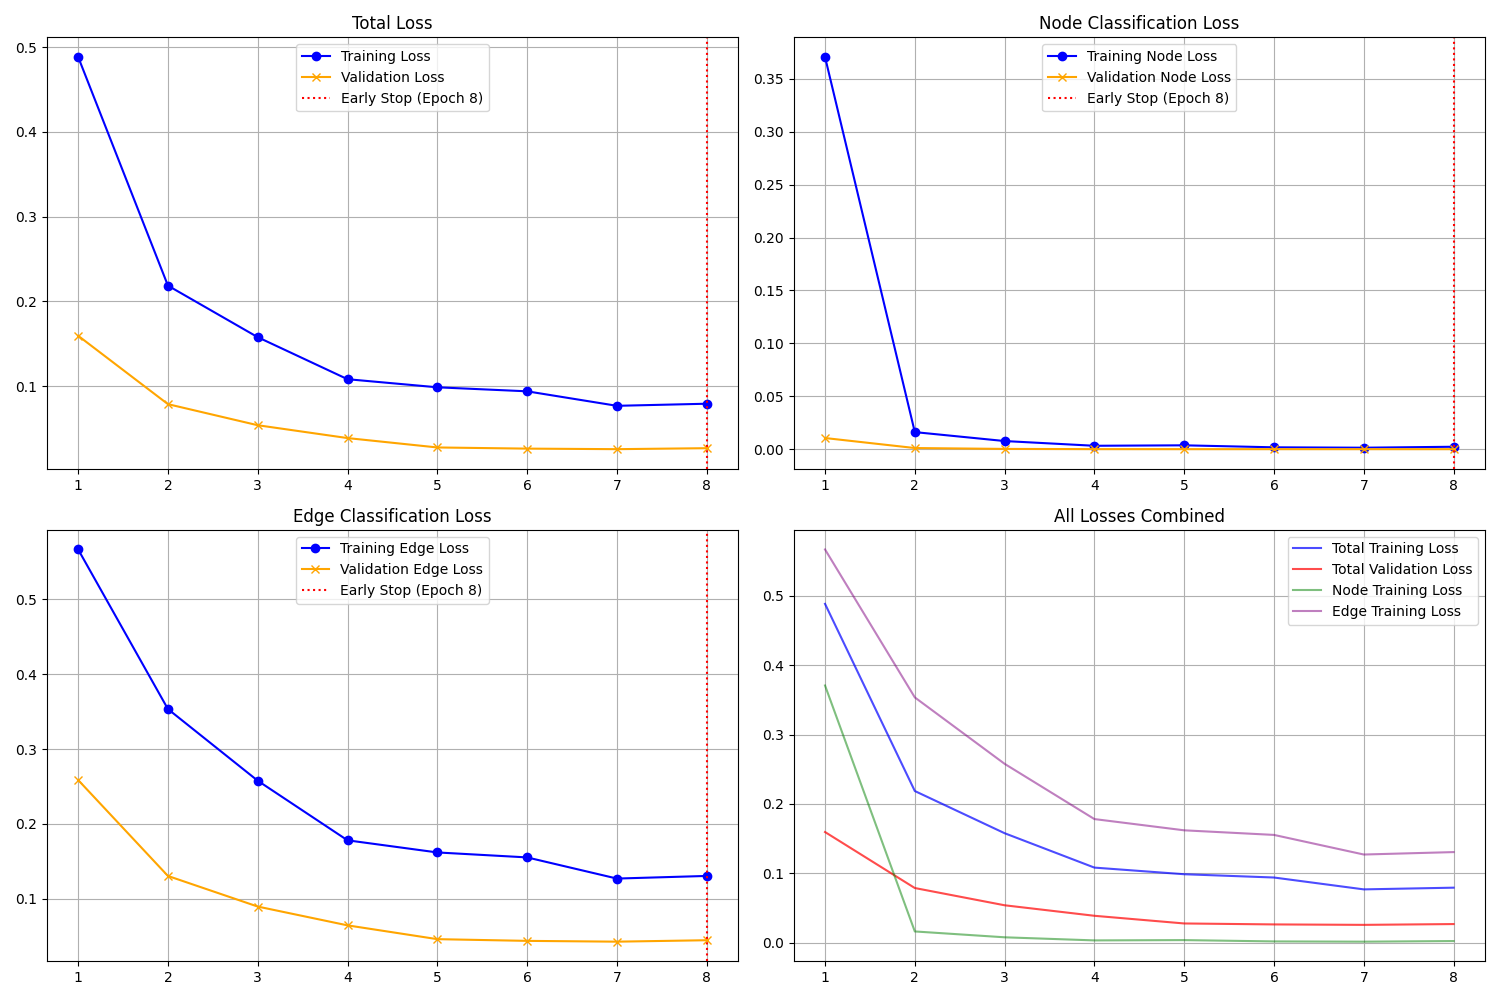 Total Loss
0.5
0.4
0.3
0.2
0.1
Training Loss
Validation Loss
Early Stop (Epoch 8)
1 2 3 4 5 6 7 8
Node Classification Loss
0.35
0.30
0.25
0.20
0.15
0.10
0.05
0.00
Training Node Loss
Validation Node Loss
Early Stop (Epoch 8)
1 2 3 4 5 6 7 8
Edge Classification Loss
0.5
0.4
0.3
0.2
0.1
Training Edge Loss
Validation Edge Loss
Early Stop (Epoch 8)
1 2 3 4 5 6 7 8
All Losses Combined
0.5
0.4
0.3
0.2
0.1
0.0
Total Training Loss
Total Validation Loss
Node Training Loss
Edge Training Loss
1 2 3 4 5 6 7 8